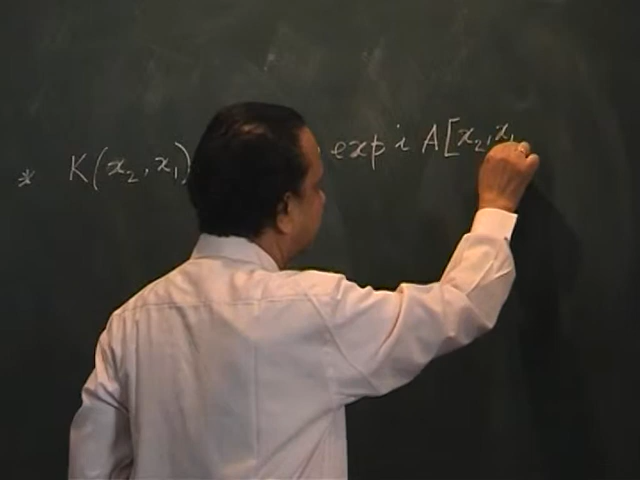 * K(x₂, x₁) exp i A[x₂, x₁